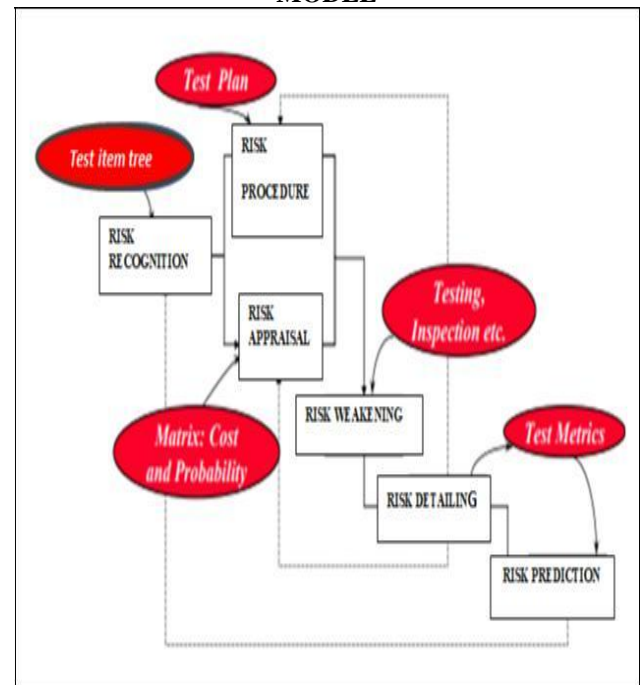 MODEL
Test Plan
RISK
PROCEDURE
Test item tree
RISK
RECOGNITION
RISK
APPRAISAL
Testing,
Inspection etc.
Matrix: Cost
and Probability
RISK WEAKENING
Test Metrics
RISK DETAILING
RISK PREDICTION